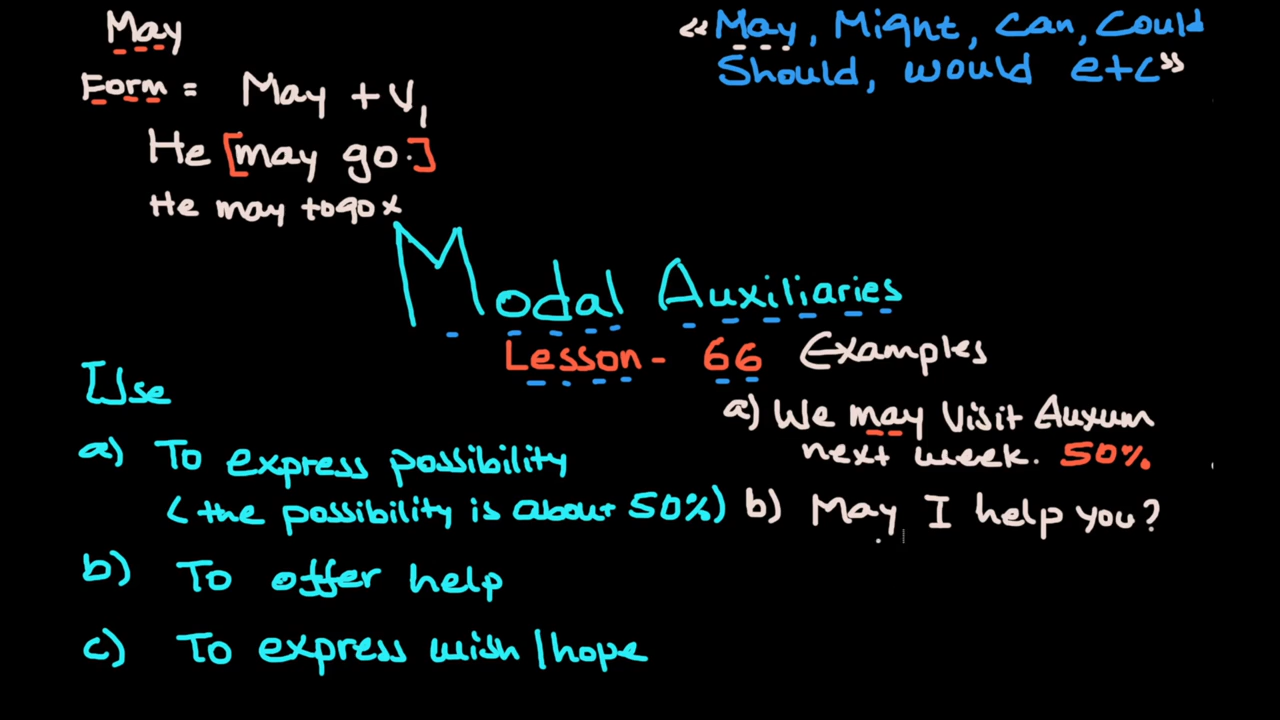 May
Form = May + V1
He [may go.]
He may to go x
« May, Might, Can, Could
Should, would etc »
Modal Auxiliaries
Lesson - 66
Use
a) To express possibility
(the possibility is about 50%)
b) To offer help
c) To express wish/hope
Examples
a) We may Visit Auxum
next week. 50%
b) May I help you?